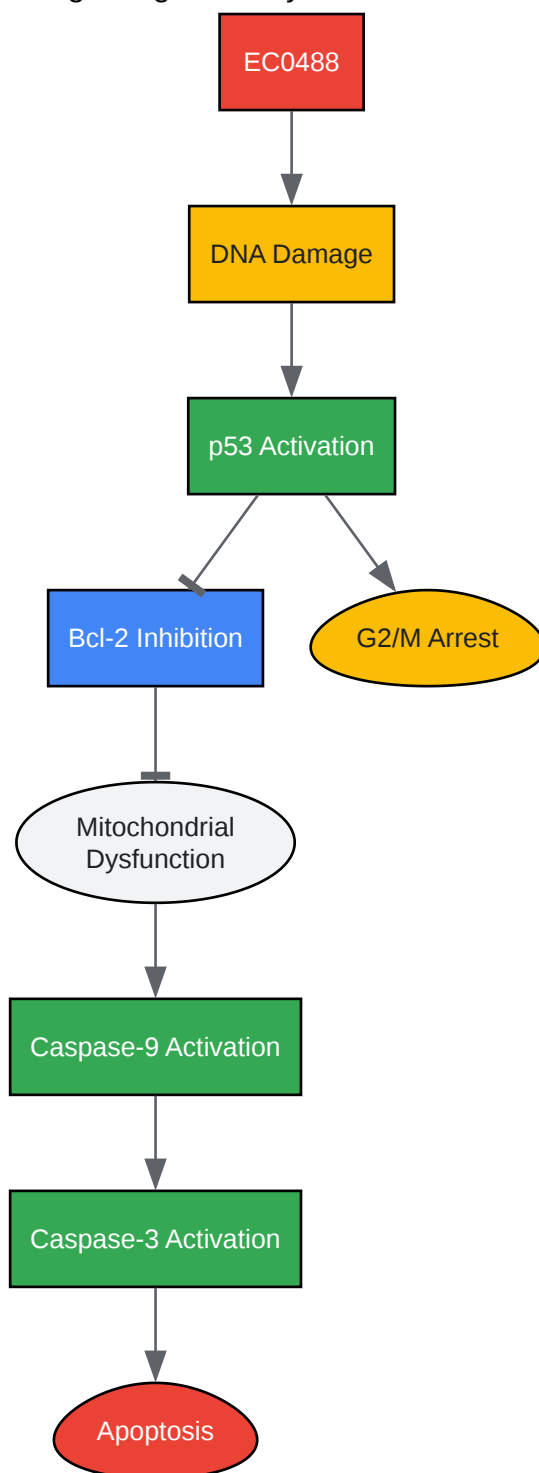 EC0488
DNA Damage
p53 Activation
Bcl-2 Inhibition
G2/M Arrest
Mitochondrial
Dysfunction
Caspase-9 Activation
Caspase-3 Activation
Apoptosis